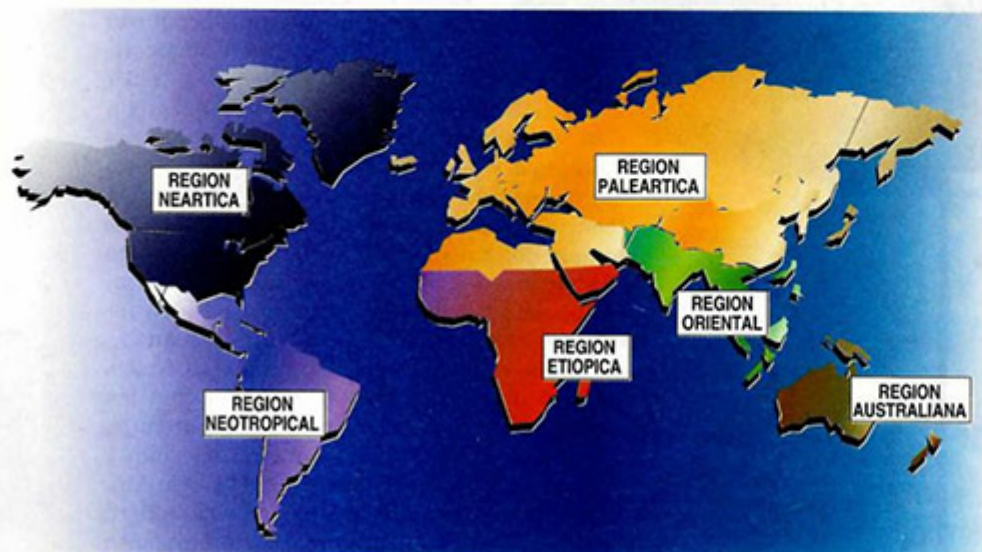 REGION
NEARTICA
REGION
PALEARTICA
REGION
ORIENTAL
REGION
ETIOPICA
REGION
AUSTRALIANA
REGION
NEOTROPICAL